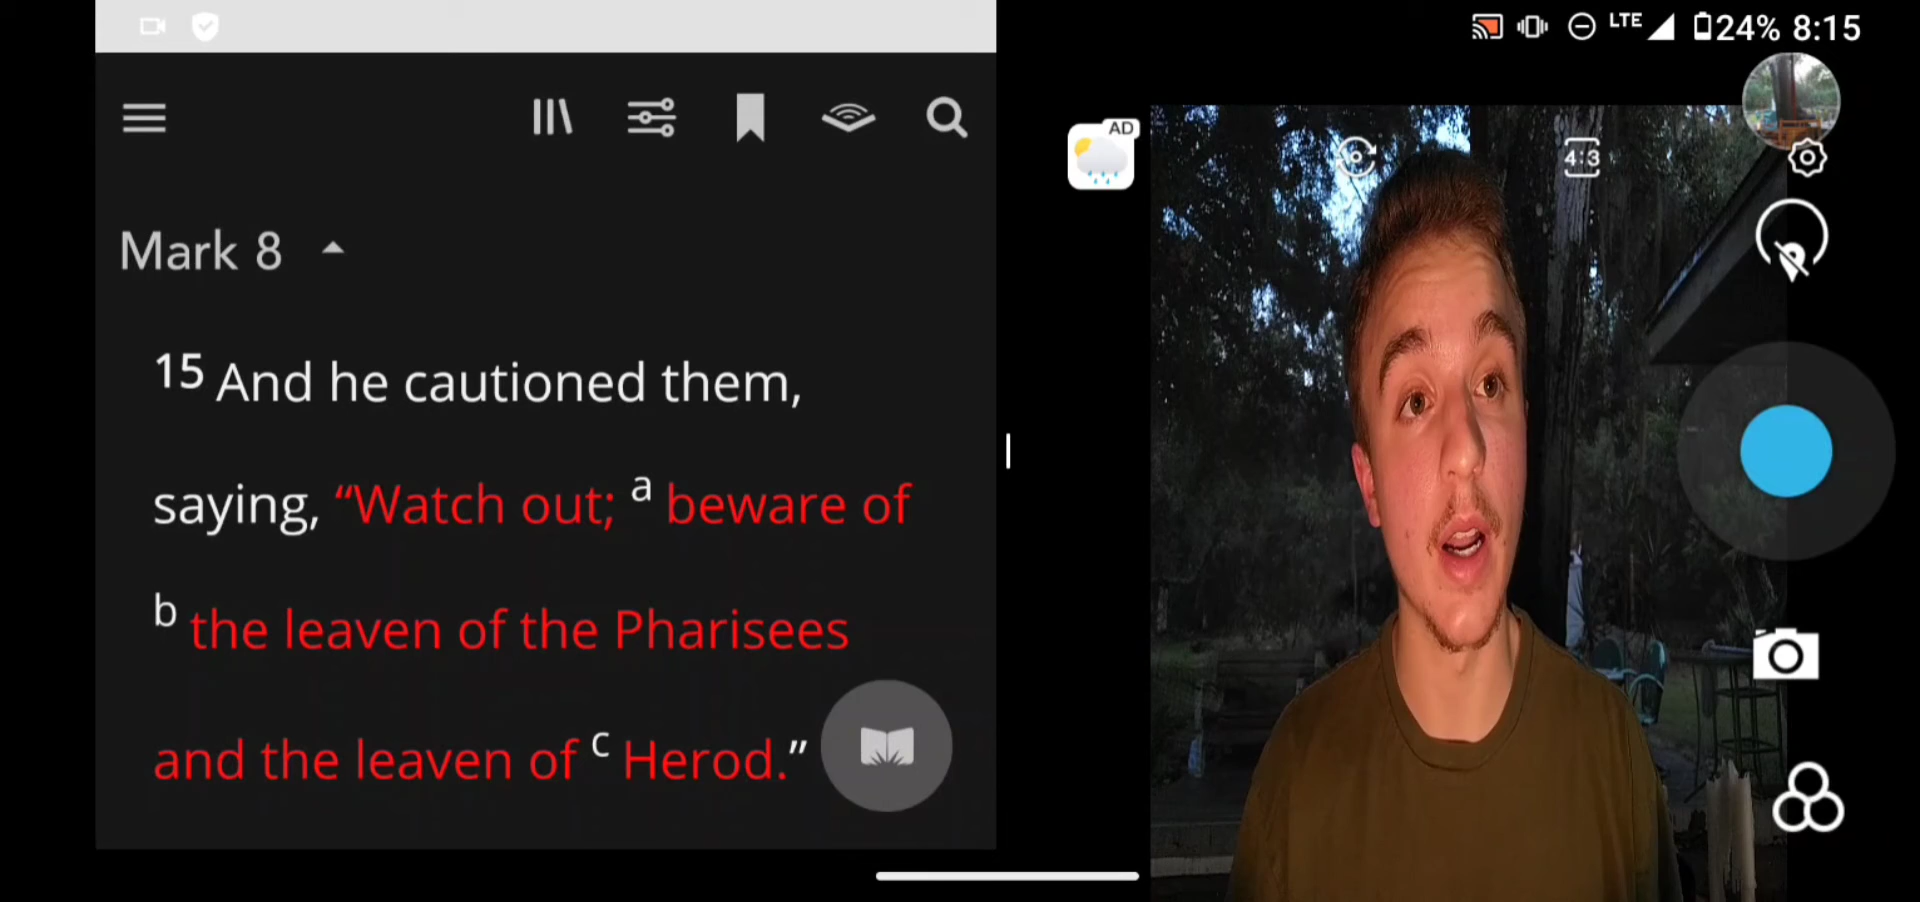 LTE 24% 8:15
AD
4:3
Mark 8
15 And he cautioned them,
saying, “Watch out; a beware of
b the leaven of the Pharisees
and the leaven of c Herod.”